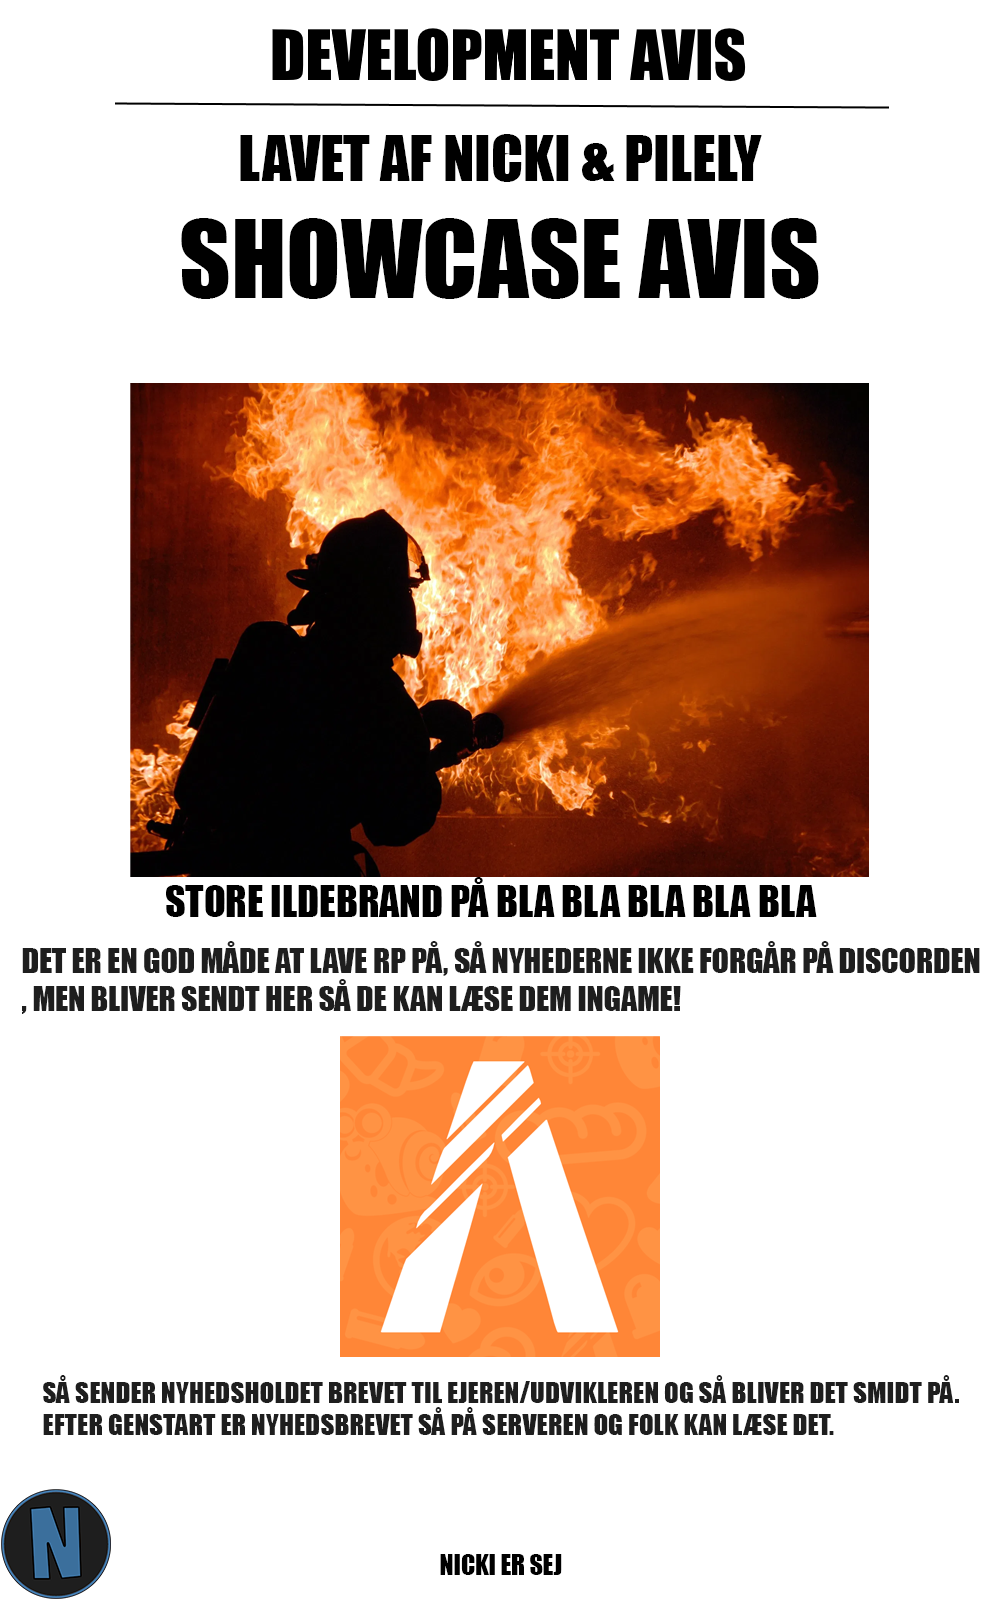 DEVELOPMENT AVIS
LAVET AF NICKI & PILELY
SHOWCASE AVIS
STORE ILDEBRAND PÅ BLA BLA BLA BLA BLA
DET ER EN GOD MÅDE AT LAVE RP PÅ, SÅ NYHEDERNE IKKE FORGÅR PÅ DISCORDEN
, MEN BLIVER SENDT HER SÅ DE KAN LÆSE DEM INGAME!
SÅ SENDER NYHEDSHOLDET BREVET TIL EJEREN/UDVIKLEREN OG SÅ BLIVER DET SMIDT PÅ.
EFTER GENSTART ER NYHEDSBREVET SÅ PÅ SERVEREN OG FOLK KAN LÆSE DET.
N
NICKI ER SEJ